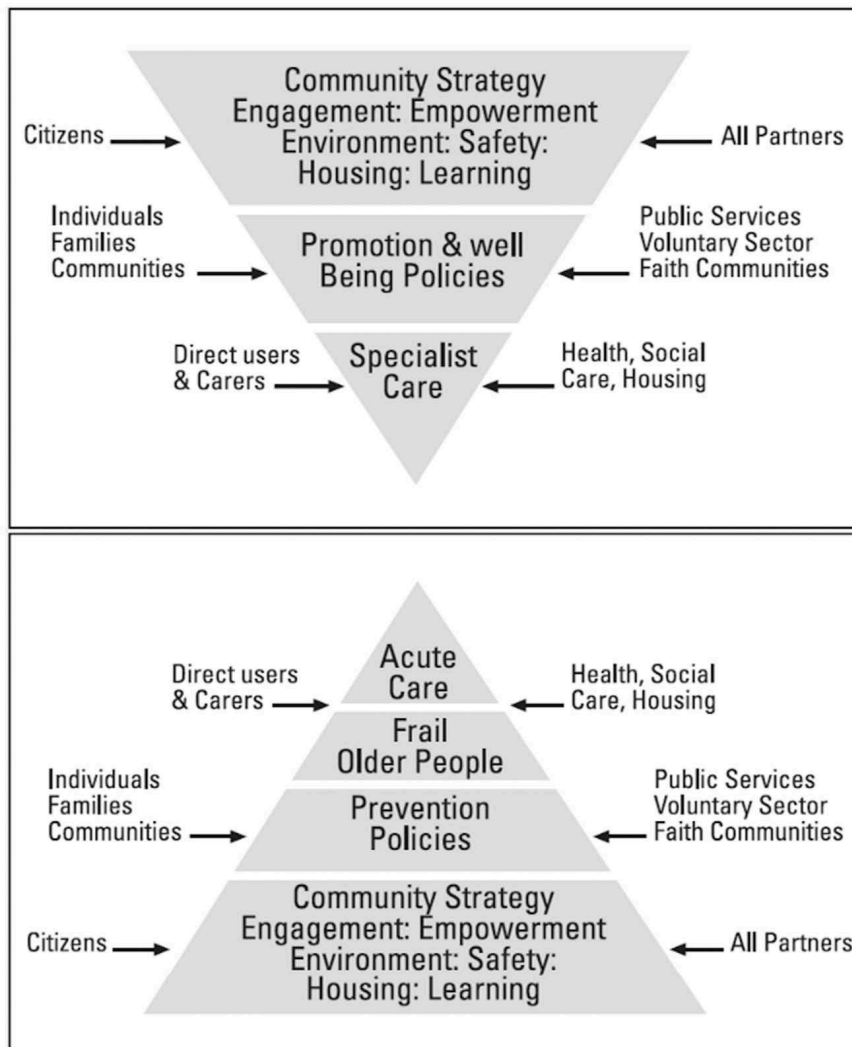 Community Strategy
Engagement: Empowerment
Environment: Safety:
Housing: Learning
Citizens
All Partners
Individuals
Families
Communities
Promotion & well
Being Policies
Public Services
Voluntary Sector
Faith Communities
Direct users
& Carers
Specialist
Care
Health, Social
Care, Housing
Acute
Care
Direct users
& Carers
Health, Social
Care, Housing
Frail
Older People
Individuals
Families
Communities
Prevention
Policies
Public Services
Voluntary Sector
Faith Communities
Community Strategy
Engagement: Empowerment
Environment: Safety:
Housing: Learning
Citizens
All Partners